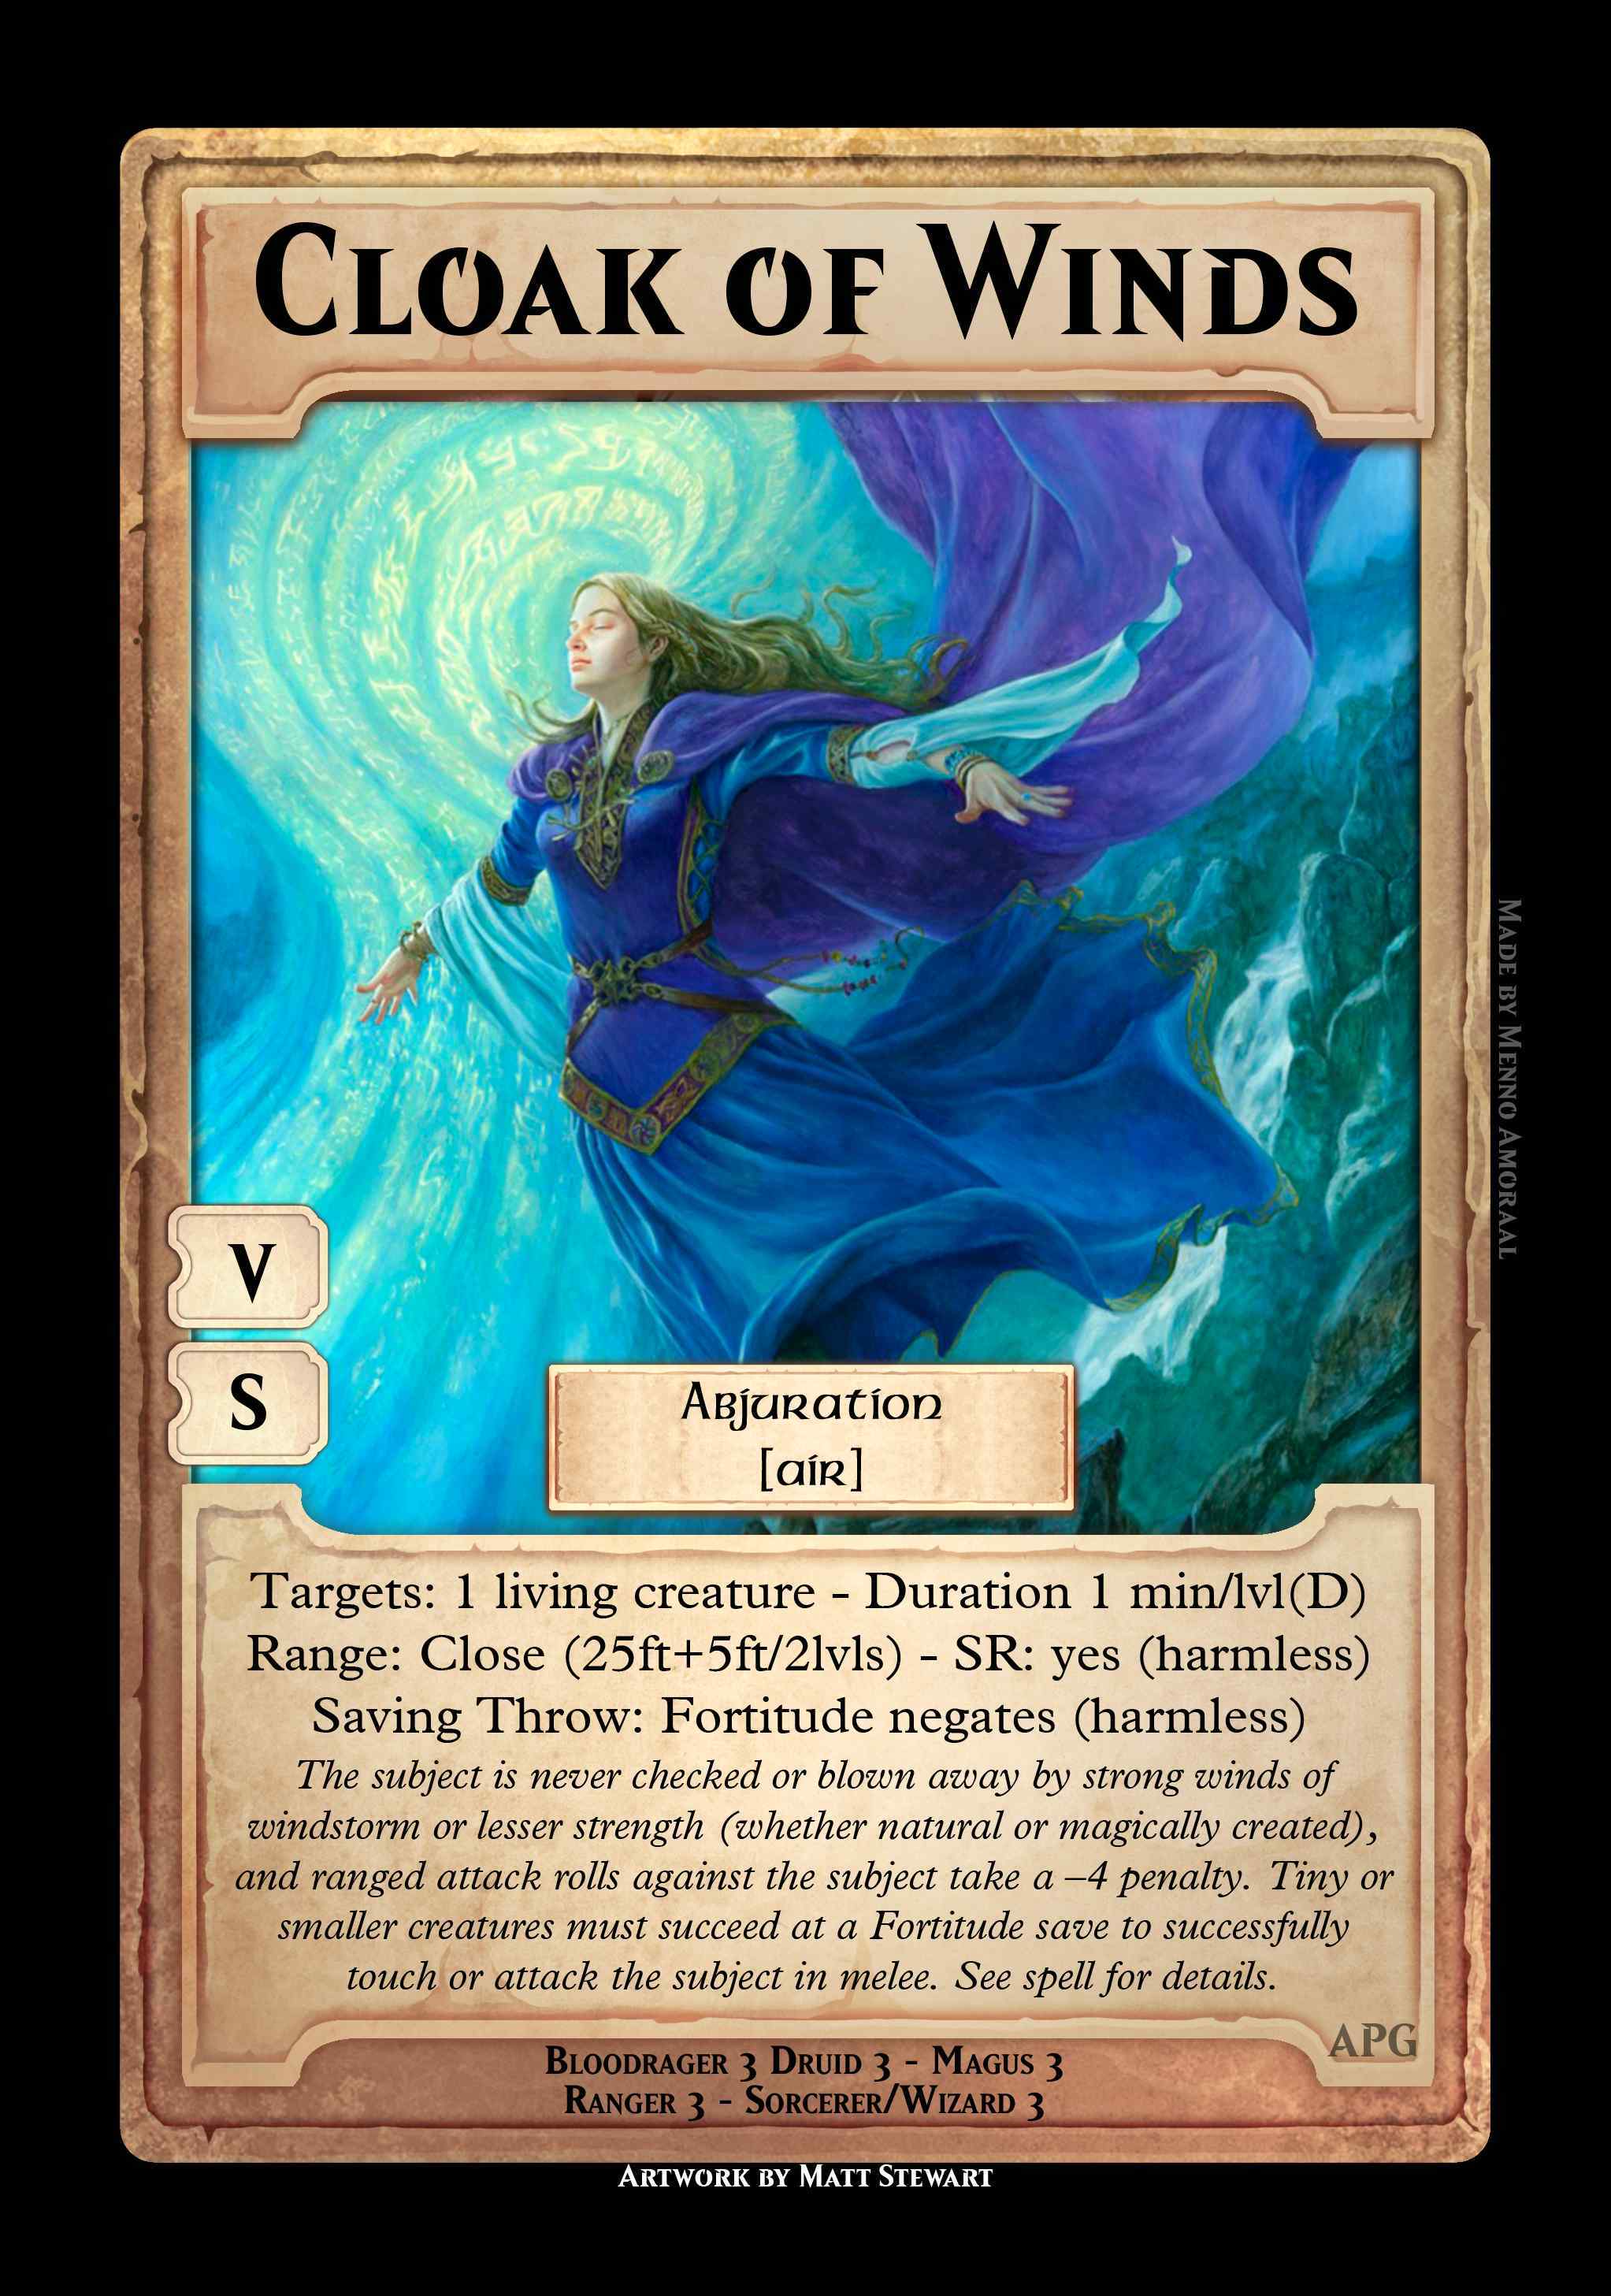 Cloak of Winds
V
S
Abjuration
[air]
Targets: 1 living creature - Duration 1 min/lvl(D)
Range: Close (25ft+5ft/2lvls) - SR: yes (harmless)
Saving Throw: Fortitude negates (harmless)
The subject is never checked or blown away by strong winds of
windstorm or lesser strength (whether natural or magically created),
and ranged attack rolls against the subject take a –4 penalty. Tiny or
smaller creatures must succeed at a Fortitude save to successfully
touch or attack the subject in melee. See spell for details.
APG
Bloodrager 3 Druid 3 - Magus 3
Ranger 3 - Sorcerer/Wizard 3
Artwork by Matt Stewart
Made by Menno Amoraal